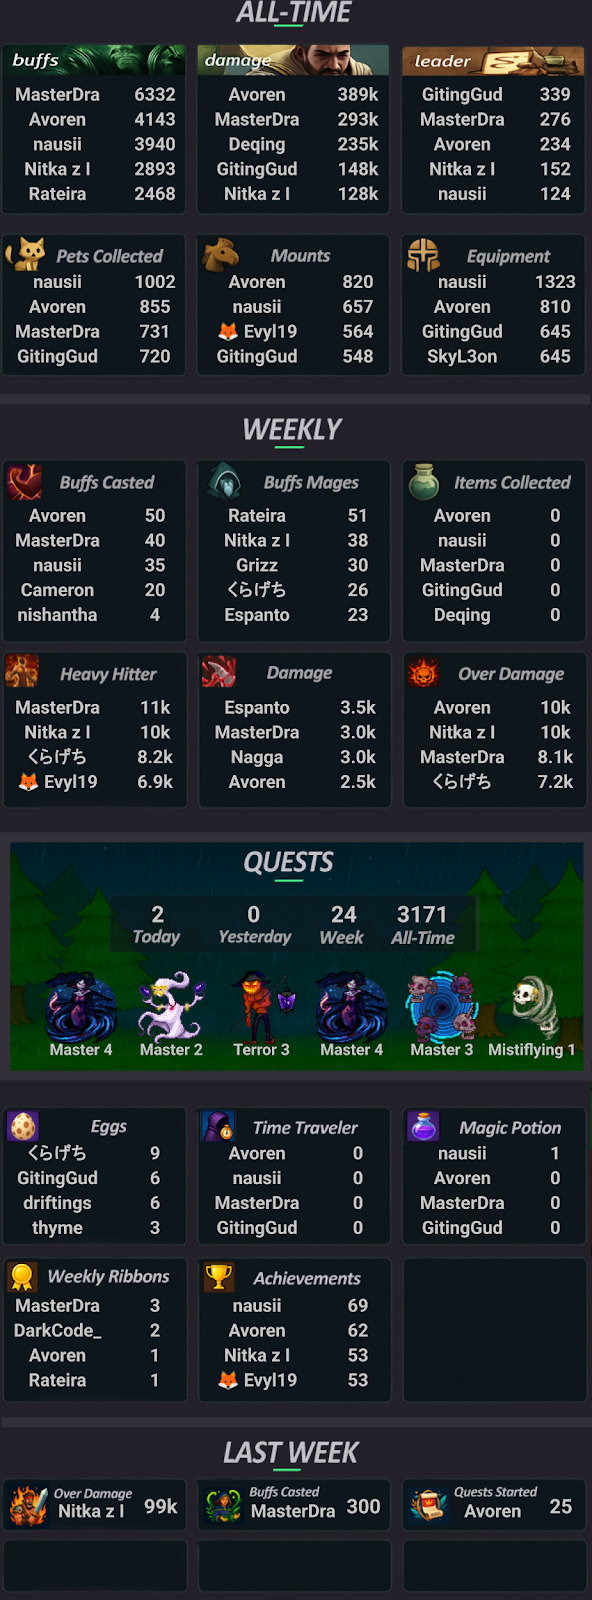 ALL-TIME
buffs
MasterDra 6332
Avoren 4143
nausii 3940
Nitka z l 2893
Rateira 2468
damage
Avoren 389k
MasterDra 293k
Deqing 235k
GitingGud 148k
Nitka z l 128k
leader
GitingGud 339
MasterDra 276
Avoren 234
Nitka z l 152
nausii 124
Pets Collected
nausii 1002
Avoren 855
MasterDra 731
GitingGud 720
Mounts
Avoren 820
nausii 657
🦊 Evyl19 564
GitingGud 548
Equipment
nausii 1323
Avoren 810
GitingGud 645
SkyL3on 645
WEEKLY
Buffs Casted
Avoren 50
MasterDra 40
nausii 35
Cameron 20
nishantha 4
Buffs Mages
Rateira 51
Nitka z l 38
Grizz 30
くらげち 26
Espanto 23
Items Collected
Avoren 0
nausii 0
MasterDra 0
GitingGud 0
Deqing 0
Heavy Hitter
MasterDra 11k
Nitka z l 10k
くらげち 8.2k
🦊 Evyl19 6.9k
Damage
Espanto 3.5k
MasterDra 3.0k
Nagga 3.0k
Avoren 2.5k
Over Damage
Avoren 10k
Nitka z l 10k
MasterDra 8.1k
くらげち 7.2k
QUESTS
2 0 24 3171
Today Yesterday Week All-Time
Master 4 Master 2 Terror 3 Master 4 Master 3 Mistiflying 1
Eggs
くらげち 9
GitingGud 6
driftings 6
thyme 3
Time Traveler
Avoren 0
nausii 0
MasterDra 0
GitingGud 0
Magic Potion
nausii 1
Avoren 0
MasterDra 0
GitingGud 0
Weekly Ribbons
MasterDra 3
DarkCode_ 2
Avoren 1
Rateira 1
Achievements
nausii 69
Avoren 62
Nitka z l 53
🦊 Evyl19 53
LAST WEEK
Over Damage
Nitka z l 99k
Buffs Casted
MasterDra 300
Quests Started
Avoren 25